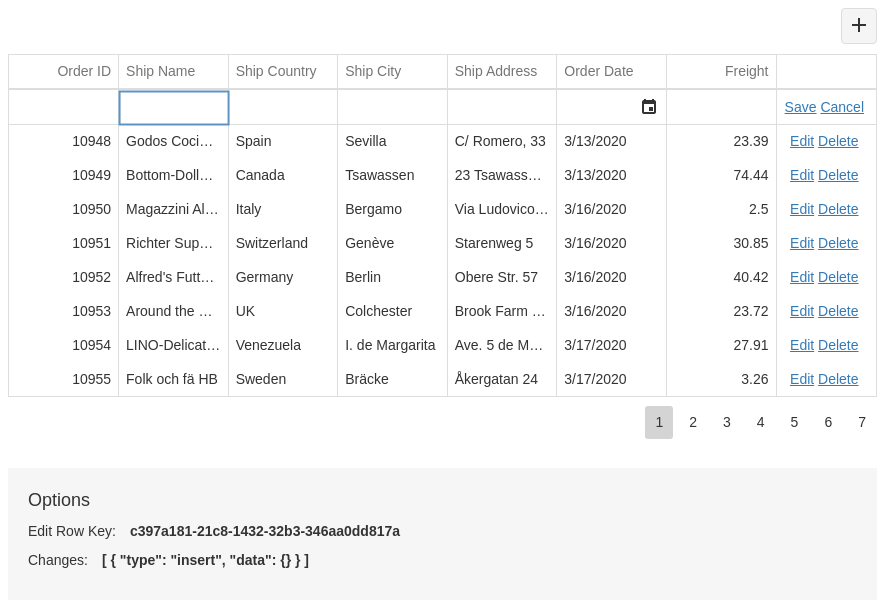 +
Order ID Ship Name Ship Country Ship City Ship Address Order Date Freight
Save Cancel
10948 Godos Coci… Spain Sevilla C/ Romero, 33 3/13/2020 23.39 Edit Delete
10949 Bottom-Doll… Canada Tsawassen 23 Tsawass… 3/13/2020 74.44 Edit Delete
10950 Magazzini Al… Italy Bergamo Via Ludovico… 3/16/2020 2.5 Edit Delete
10951 Richter Sup… Switzerland Genève Starenweg 5 3/16/2020 30.85 Edit Delete
10952 Alfred's Futt… Germany Berlin Obere Str. 57 3/16/2020 40.42 Edit Delete
10953 Around the … UK Colchester Brook Farm … 3/16/2020 23.72 Edit Delete
10954 LINO-Delicat… Venezuela I. de Margarita Ave. 5 de M… 3/17/2020 27.91 Edit Delete
10955 Folk och fä HB Sweden Bräcke Åkergatan 24 3/17/2020 3.26 Edit Delete
1 2 3 4 5 6 7
Options
Edit Row Key: c397a181-21c8-1432-32b3-346aa0dd817a
Changes: [ { "type": "insert", "data": {} } ]